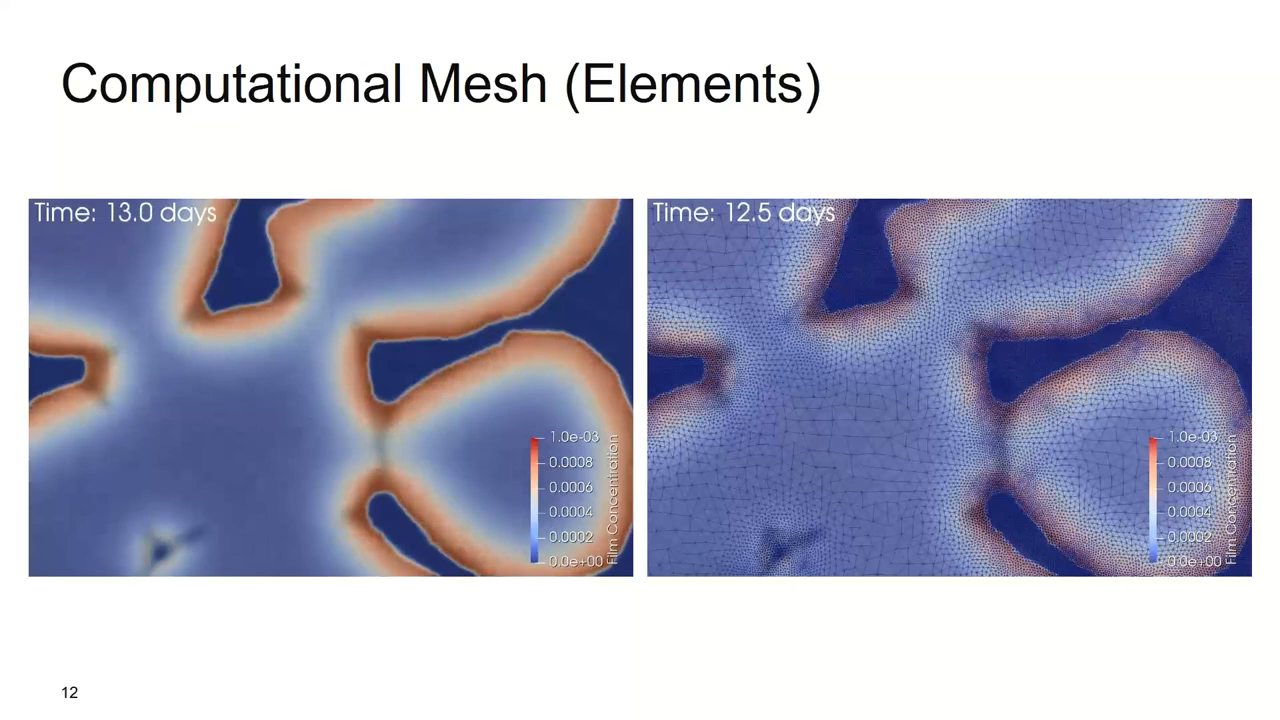 Computational Mesh (Elements)
Time: 13.0 days
1.0e-03
0.0008
0.0006
0.0004
0.0002
0.0e+00
Film Concentration
Time: 12.5 days
1.0e-03
0.0008
0.0006
0.0004
0.0002
0.0e+00
Film Concentration
12